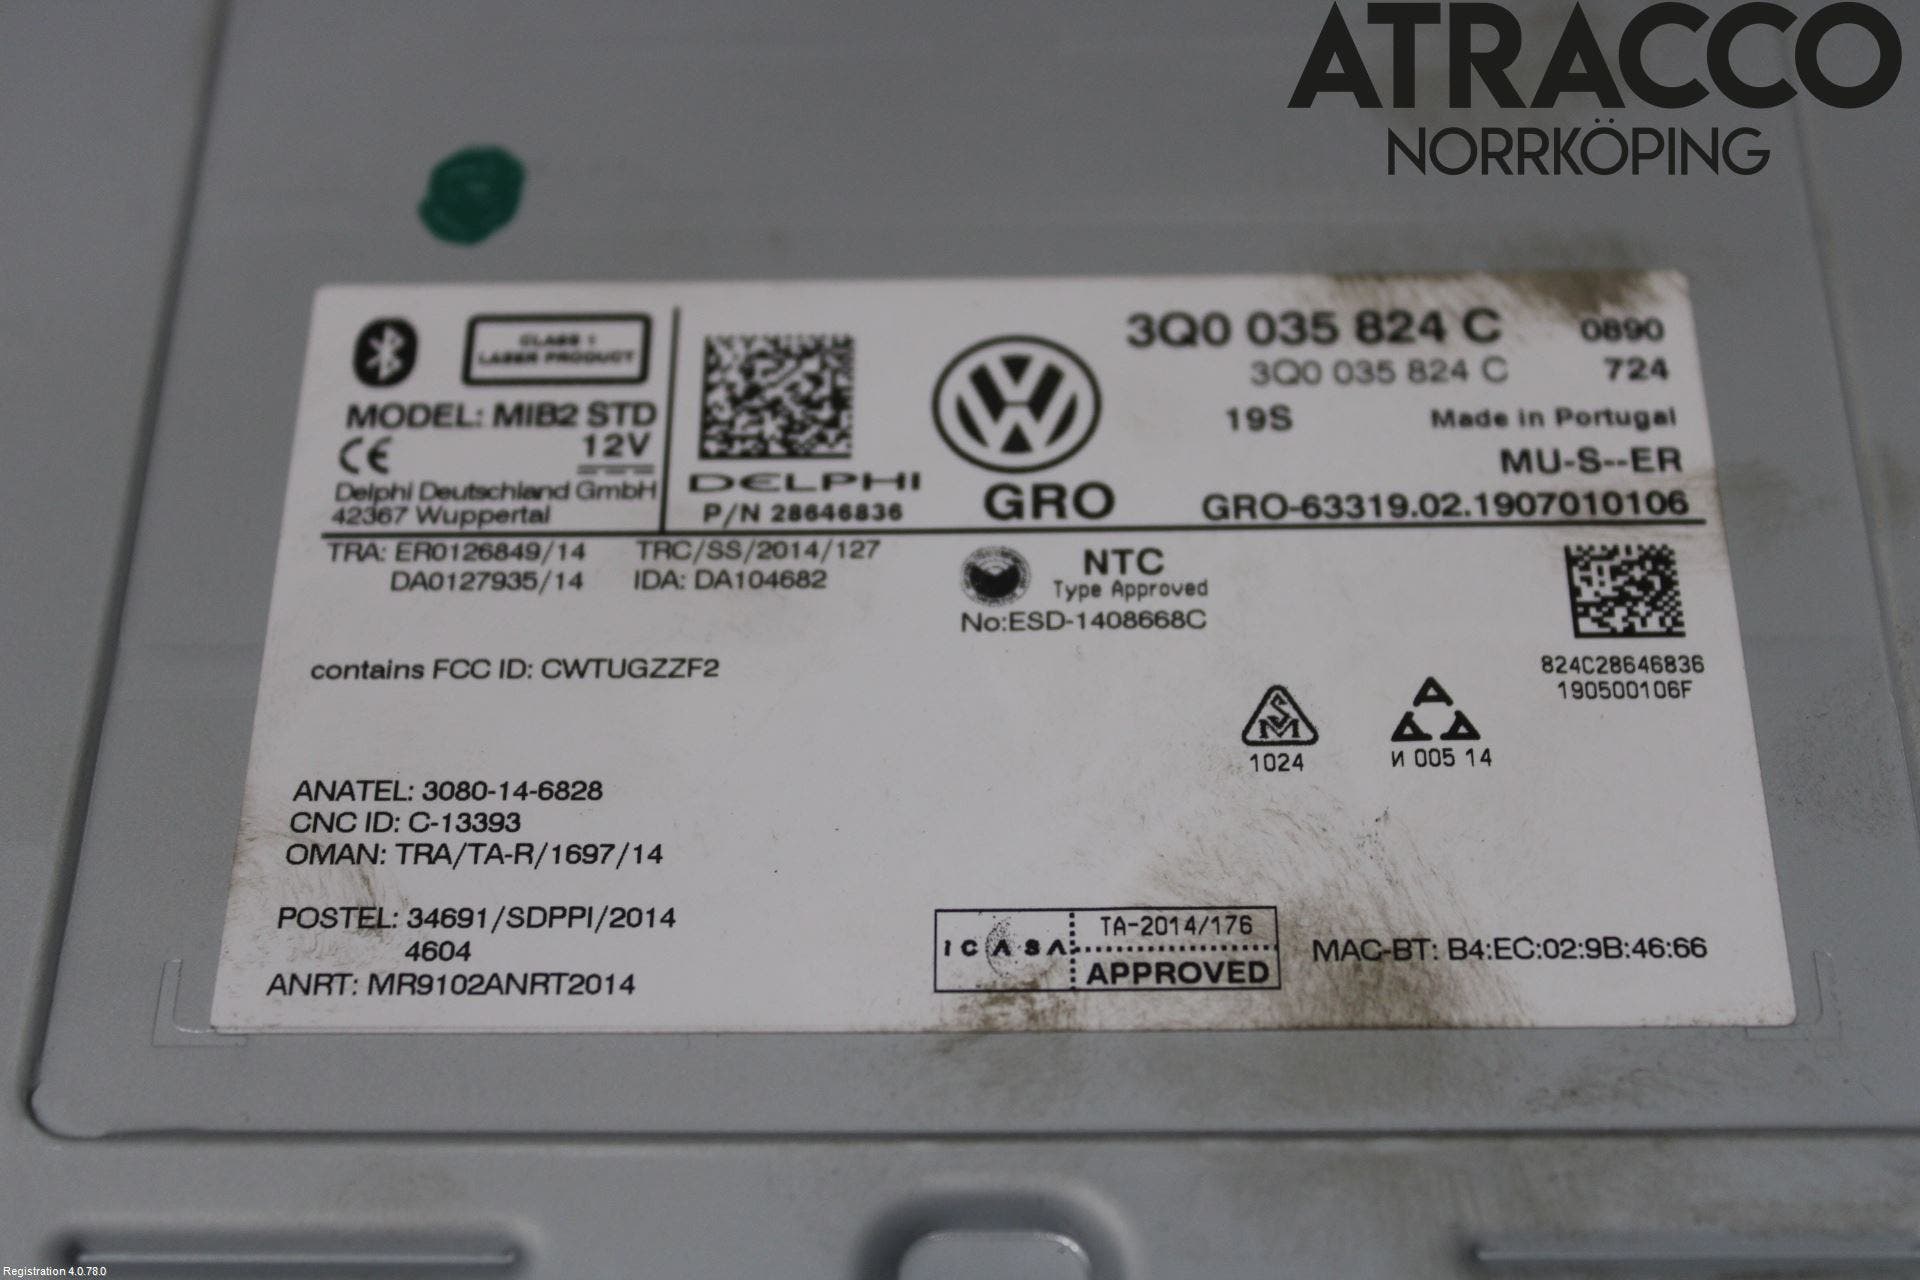 ATRACCO
NORRKÖPING
CLASS 1
LASER PRODUCT
MODEL: MIB2 STD
12V
CE
Delphi Deutschland GmbH
42367 Wuppertal
DELPHI
P/N 28646836
GRO
3Q0 035 824 C 0890
3Q0 035 824 C 724
19S Made in Portugal
MU-S--ER
GRO-63319.02.1907010106
TRA: ER0126849/14 TRC/SS/2014/127
DA0127935/14 IDA: DA104682
NTC
Type Approved
No:ESD-1408668C
824C28646836
190500106F
contains FCC ID: CWTUGZZF2
SM
1024
И 005 14
ANATEL: 3080-14-6828
CNC ID: C-13393
OMAN: TRA/TA-R/1697/14
POSTEL: 34691/SDPPI/2014
4604
ANRT: MR9102ANRT2014
ICASA
TA-2014/176
APPROVED
MAC-BT: B4:EC:02:9B:46:66
Registration 4.0.78.0